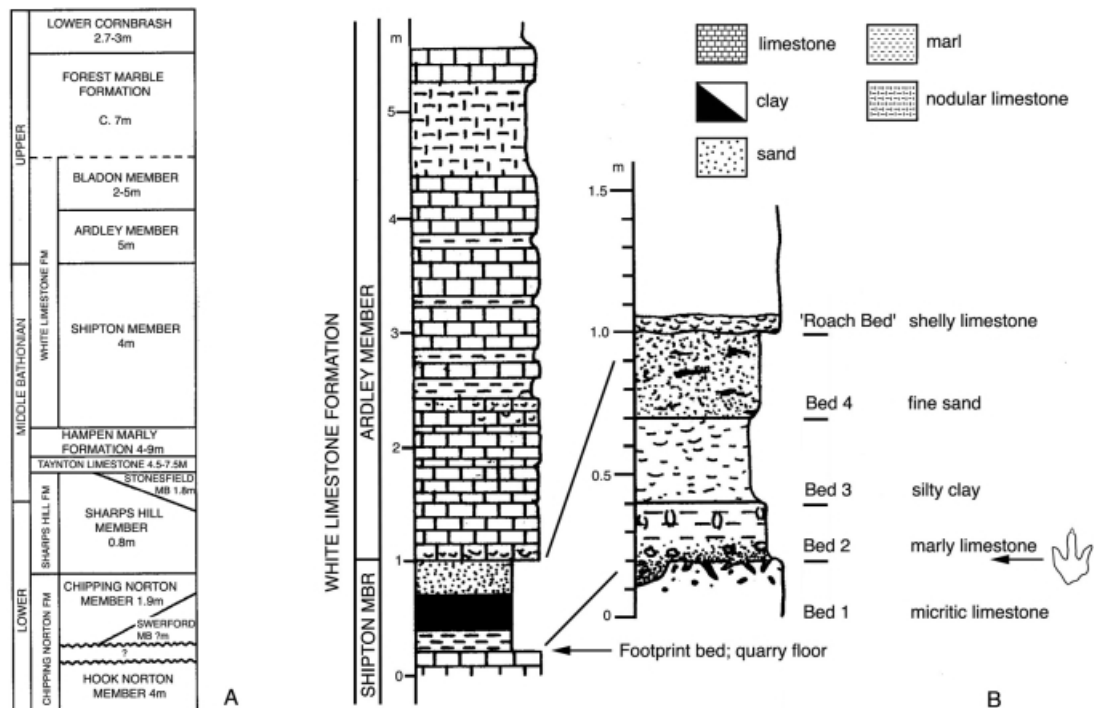 LOWER CORNBRASH
2.7-3m
FOREST MARBLE
FORMATION
C. 7m
UPPER
BLADON MEMBER
2-5m
ARDLEY MEMBER
5m
WHITE LIMESTONE FM
MIDDLE BATHONIAN
SHIPTON MEMBER
4m
HAMPEN MARLY
FORMATION 4-9m
TAYNTON LIMESTONE 4.5-7.5M
STONESFIELD
MB 1.8m
SHARPS HILL FM
SHARPS HILL
MEMBER
0.8m
LOWER
CHIPPING NORTON FM
CHIPPING NORTON
MEMBER 1.9m
SWERFORD
MB ?m
?
HOOK NORTON
MEMBER 4m
A
WHITE LIMESTONE FORMATION
ARDLEY MEMBER
SHIPTON MBR
m
5
4
3
2
1
0
Footprint bed; quarry floor
limestone
marl
clay
nodular limestone
sand
m
1.5
1.0
0.5
0
'Roach Bed' shelly limestone
Bed 4 fine sand
Bed 3 silty clay
Bed 2 marly limestone
Bed 1 micritic limestone
B